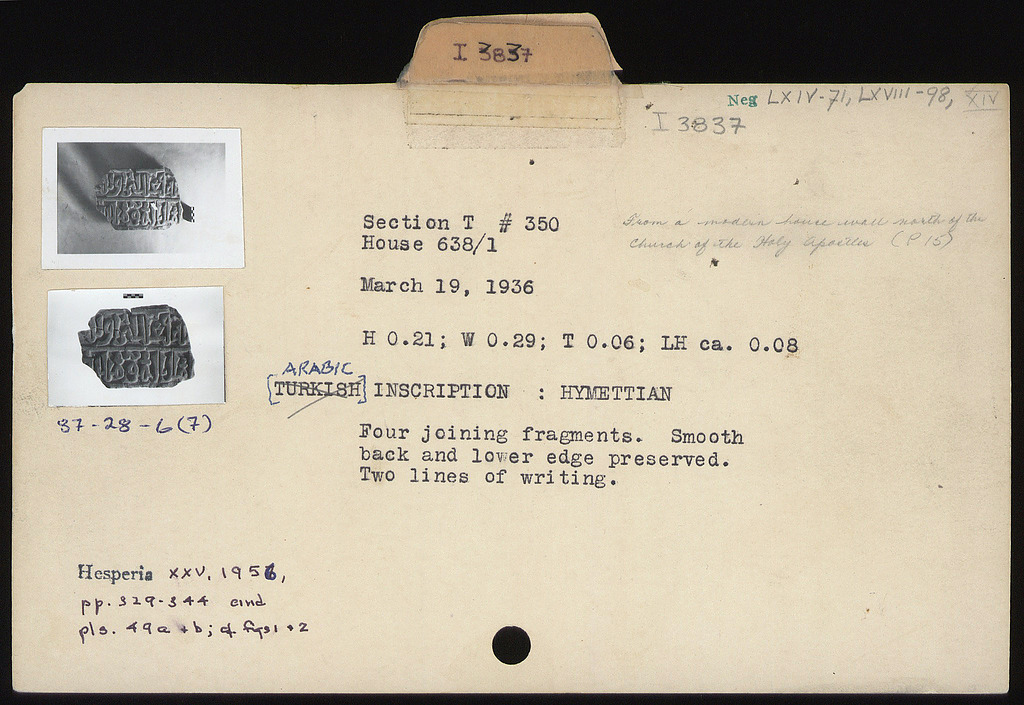 I 3837
Neg LXIV-71, LXVIII-98, XIV
I 3837
Section T # 350
House 638/1
From a modern house wall north of the
Church of the Holy Apostles (P 15)
March 19, 1936
H 0.21; W 0.29; T 0.06; LH ca. 0.08
ARABIC
[TURKISH] INSCRIPTION : HYMETTIAN
Four joining fragments. Smooth
back and lower edge preserved.
Two lines of writing.
37-28-6(7)
Hesperia XXV, 1956,
pp. 329-344 and
pls. 49a + b; cf. figs 1 + 2